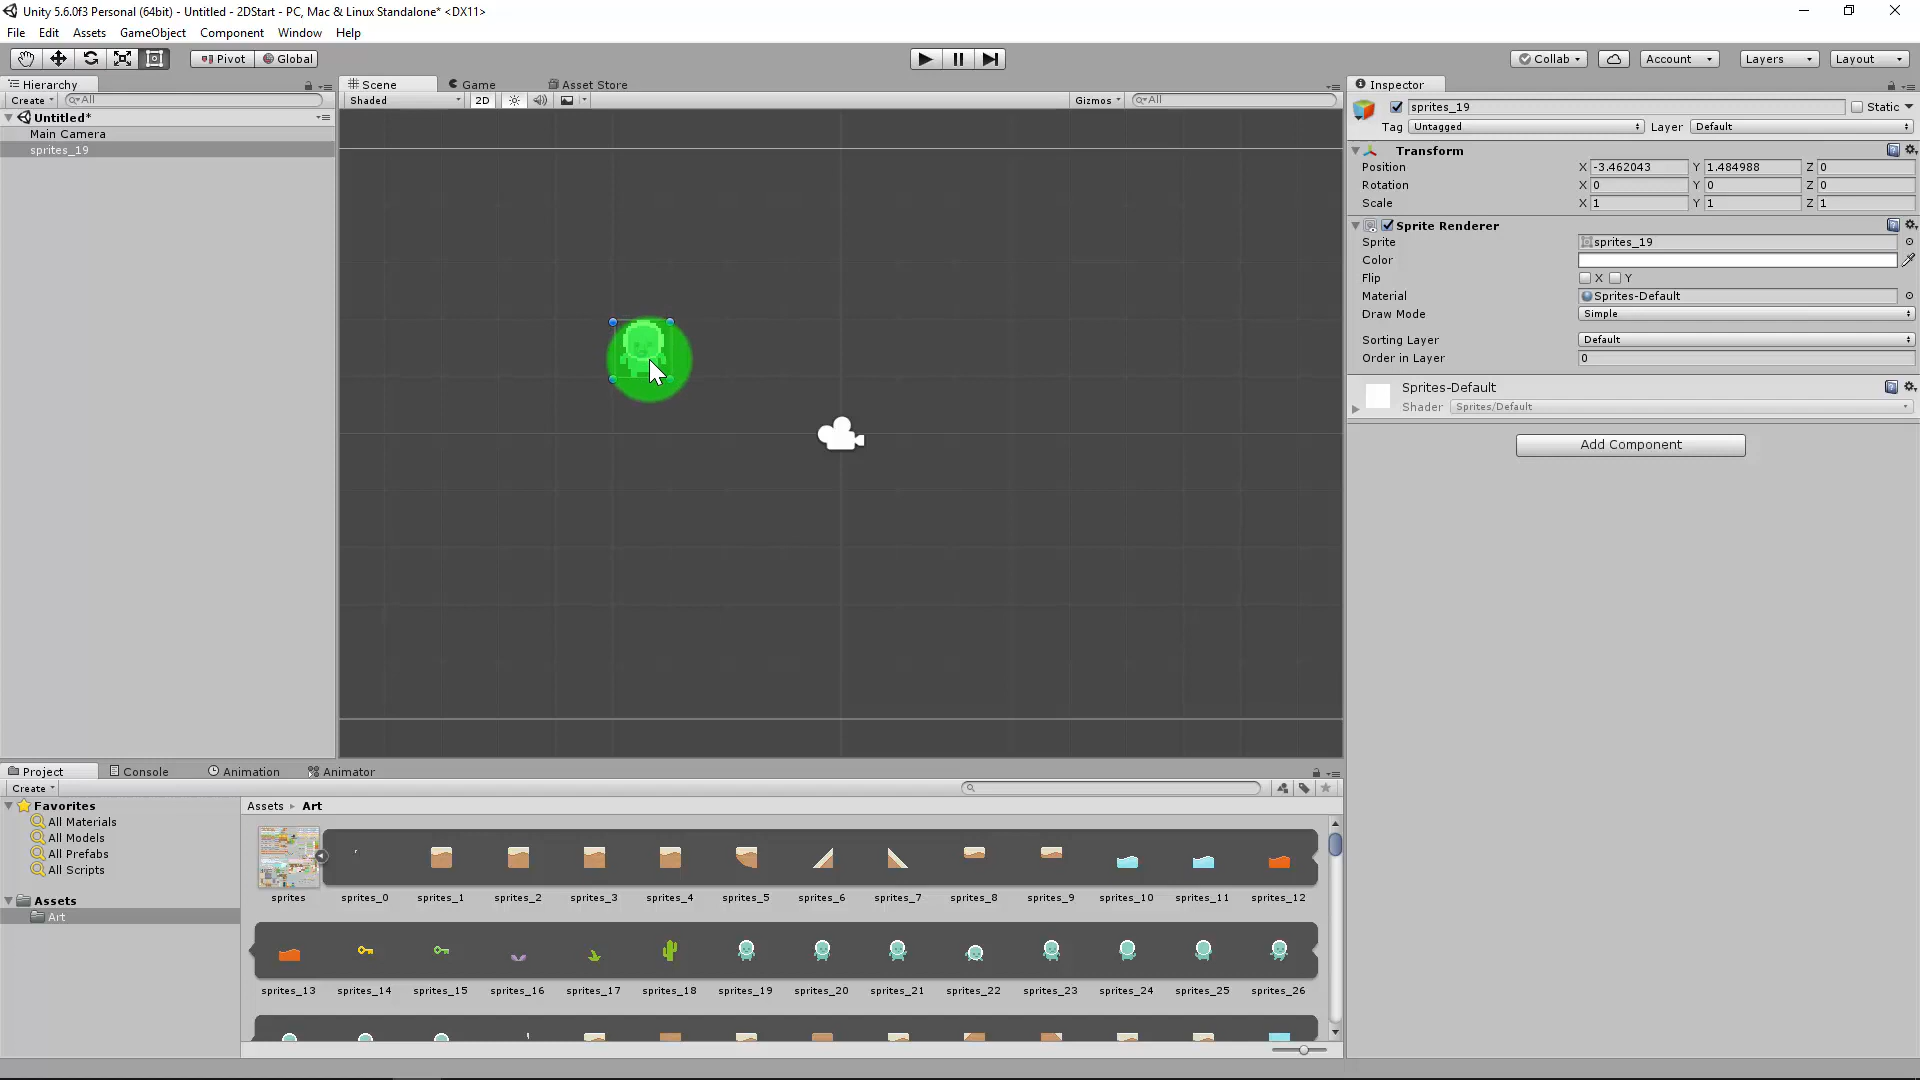 Unity 5.6.0f3 Personal (64bit) - Untitled - 2DStart - PC, Mac & Linux Standalone* <DX11>
File Edit Assets GameObject Component Global Window Help
Pivot Global Collab Account Layers Layout
Hierarchy
Create All
Untitled*
Main Camera
sprites_19
Scene Game Asset Store
Shaded 2D Gizmos All
Inspector
sprites_19 Static
Tag Untagged Layer Default
Transform
Position X -3.462043 Y 1.484988 Z 0
Rotation X 0 Y 0 Z 0
Scale X 1 Y 1 Z 1
Sprite Renderer
Sprite sprites_19
Color
Flip X Y
Material Sprites-Default
Draw Mode Simple
Sorting Layer Default
Order in Layer 0
Sprites-Default
Shader Sprites/Default
Add Component
Project Console Animation Animator
Create
Favorites
All Materials
All Models
All Prefabs
All Scripts
Assets
Art
Assets Art
sprites sprites_0 sprites_1 sprites_2 sprites_3 sprites_4 sprites_5 sprites_6 sprites_7 sprites_8 sprites_9 sprites_10 sprites_11 sprites_12
sprites_13 sprites_14 sprites_15 sprites_16 sprites_17 sprites_18 sprites_19 sprites_20 sprites_21 sprites_22 sprites_23 sprites_24 sprites_25 sprites_26